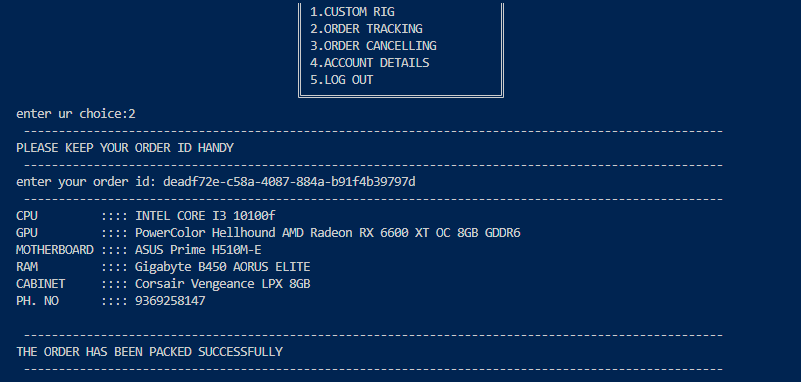 1.CUSTOM RIG
2.ORDER TRACKING
3.ORDER CANCELLING
4.ACCOUNT DETAILS
5.LOG OUT
enter ur choice:2
----------------------------------------------------------------------------------------------------
PLEASE KEEP YOUR ORDER ID HANDY
----------------------------------------------------------------------------------------------------
enter your order id: deadf72e-c58a-4087-884a-b91f4b39797d
----------------------------------------------------------------------------------------------------
CPU         :::: INTEL CORE I3 10100f
GPU         :::: PowerColor Hellhound AMD Radeon RX 6600 XT OC 8GB GDDR6
MOTHERBOARD :::: ASUS Prime H510M-E
RAM         :::: Gigabyte B450 AORUS ELITE
CABINET     :::: Corsair Vengeance LPX 8GB
PH. NO      :::: 9369258147
----------------------------------------------------------------------------------------------------
THE ORDER HAS BEEN PACKED SUCCESSFULLY
----------------------------------------------------------------------------------------------------